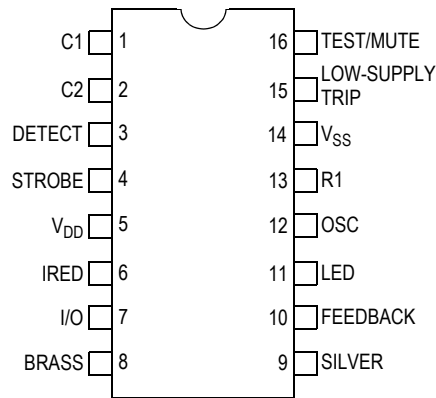 C1 1 16 TEST/MUTE
C2 2 15 LOW-SUPPLY
TRIP
DETECT 3 14 VSS
STROBE 4 13 R1
VDD 5 12 OSC
IRED 6 11 LED
I/O 7 10 FEEDBACK
BRASS 8 9 SILVER